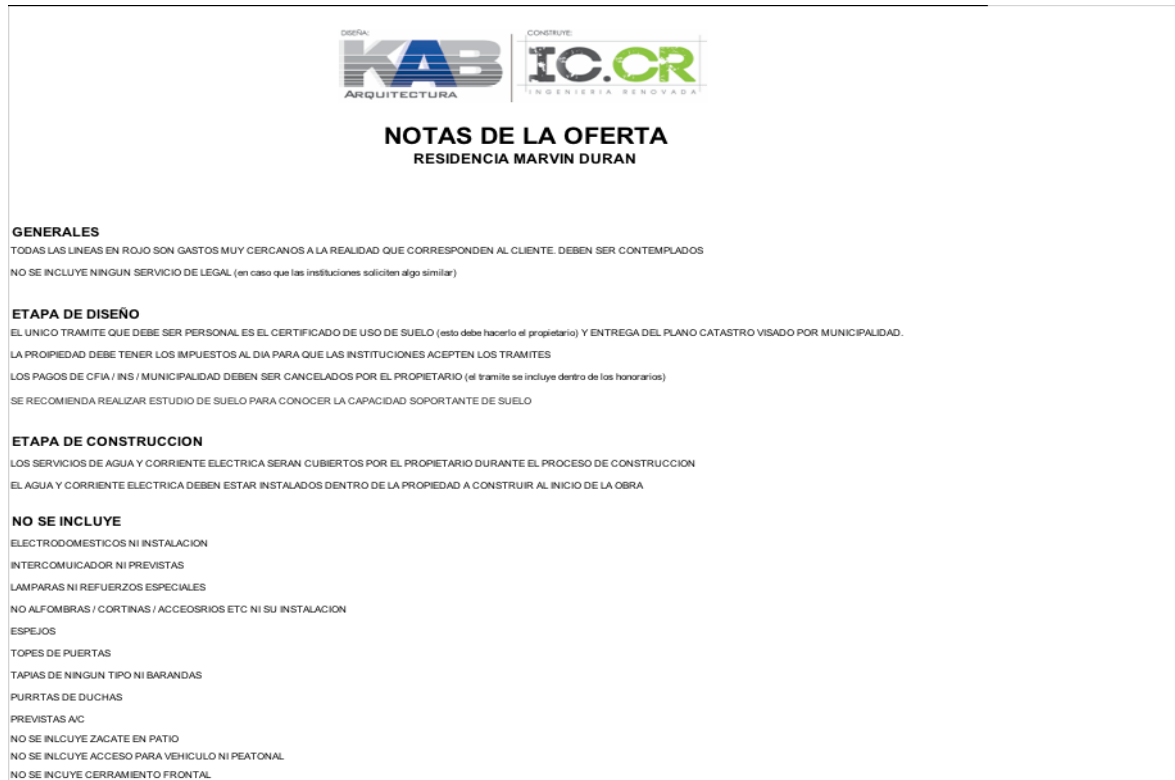 DISEÑA:
CONSTRUYE:
KAB
IC.CR
ARQUITECTURA
INGENIERIA RENOVADA
NOTAS DE LA OFERTA
RESIDENCIA MARVIN DURAN
GENERALES
TODAS LAS LINEAS EN ROJO SON GASTOS MUY CERCANOS A LA REALIDAD QUE CORRESPONDEN AL CLIENTE. DEBEN SER CONTEMPLADOS
NO SE INCLUYE NINGUN SERVICIO DE LEGAL (en caso que las instituciones soliciten algo similar)
ETAPA DE DISEÑO
EL UNICO TRAMITE QUE DEBE SER PERSONAL ES EL CERTIFICADO DE USO DE SUELO (esto debe hacerlo el propietario) Y ENTREGA DEL PLANO CATASTRO VISADO POR MUNICIPALIDAD.
LA PROIPIEDAD DEBE TENER LOS IMPUESTOS AL DIA PARA QUE LAS INSTITUCIONES ACEPTEN LOS TRAMITES
LOS PAGOS DE CFIA / INS / MUNICIPALIDAD DEBEN SER CANCELADOS POR EL PROPIETARIO (el tramite se incluye dentro de los honorarios)
SE RECOMIENDA REALIZAR ESTUDIO DE SUELO PARA CONOCER LA CAPACIDAD SOPORTANTE DE SUELO
ETAPA DE CONSTRUCCION
LOS SERVICIOS DE AGUA Y CORRIENTE ELECTRICA SERAN CUBIERTOS POR EL PROPIETARIO DURANTE EL PROCESO DE CONSTRUCCION
EL AGUA Y CORRIENTE ELECTRICA DEBEN ESTAR INSTALADOS DENTRO DE LA PROPIEDAD A CONSTRUIR AL INICIO DE LA OBRA
NO SE INCLUYE
ELECTRODOMESTICOS NI INSTALACION
INTERCOMUICADOR NI PREVISTAS
LAMPARAS NI REFUERZOS ESPECIALES
NO ALFOMBRAS / CORTINAS / ACCEOSRIOS ETC NI SU INSTALACION
ESPEJOS
TOPES DE PUERTAS
TAPIAS DE NINGUN TIPO NI BARANDAS
PURRTAS DE DUCHAS
PREVISTAS A/C
NO SE INLCUYE ZACATE EN PATIO
NO SE INLCUYE ACCESO PARA VEHICULO NI PEATONAL
NO SE INCUYE CERRAMIENTO FRONTAL